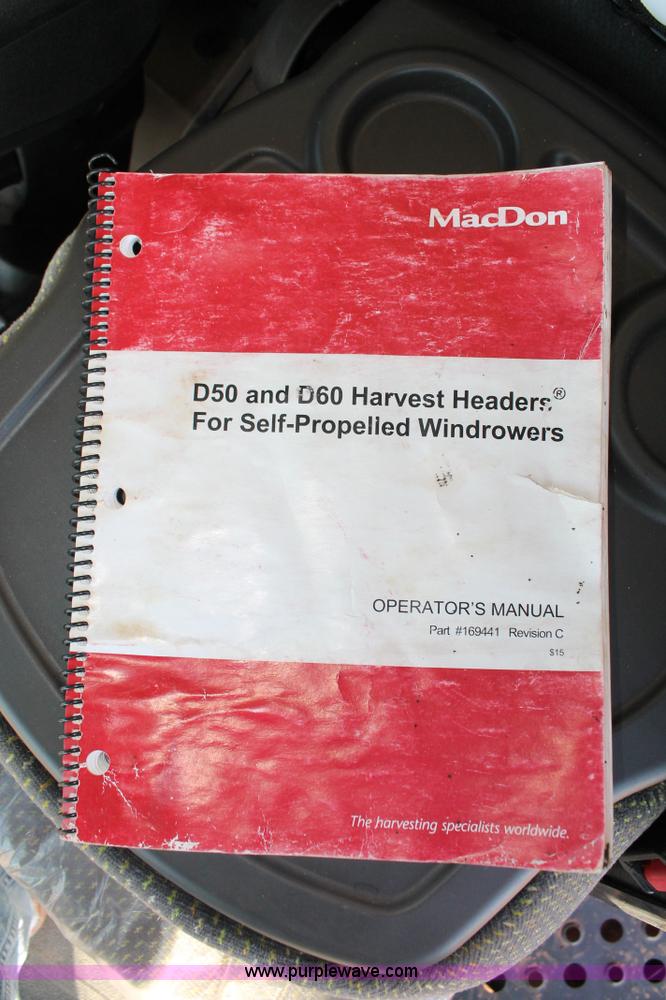 MacDon
D50 and D60 Harvest Headers®
For Self-Propelled Windrowers
OPERATOR'S MANUAL
Part #169441 Revision C
$15
The harvesting specialists worldwide.
www.purplewave.com